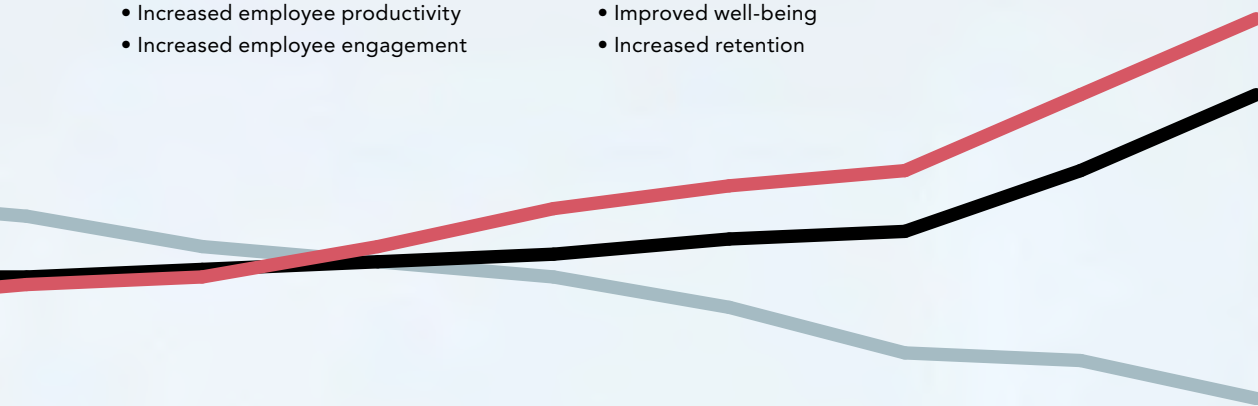 • Increased employee productivity
• Increased employee engagement
• Improved well-being
• Increased retention